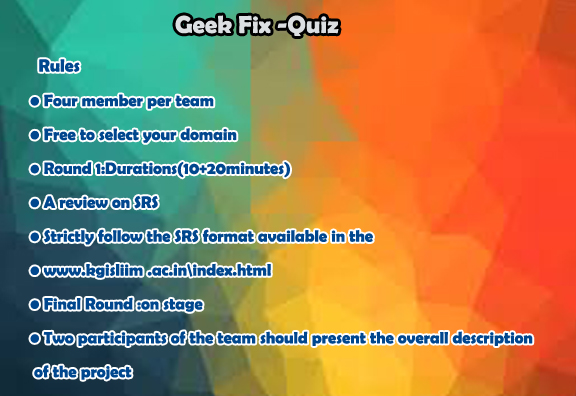 Geek Fix -Quiz
Rules
• Four member per team
• Free to select your domain
• Round 1:Durations(10+20minutes)
• A review on SRS
• Strictly follow the SRS format available in the
• www.kgisliim .ac.in\index.html
• Final Round :on stage
• Two participants of the team should present the overall description
of the project